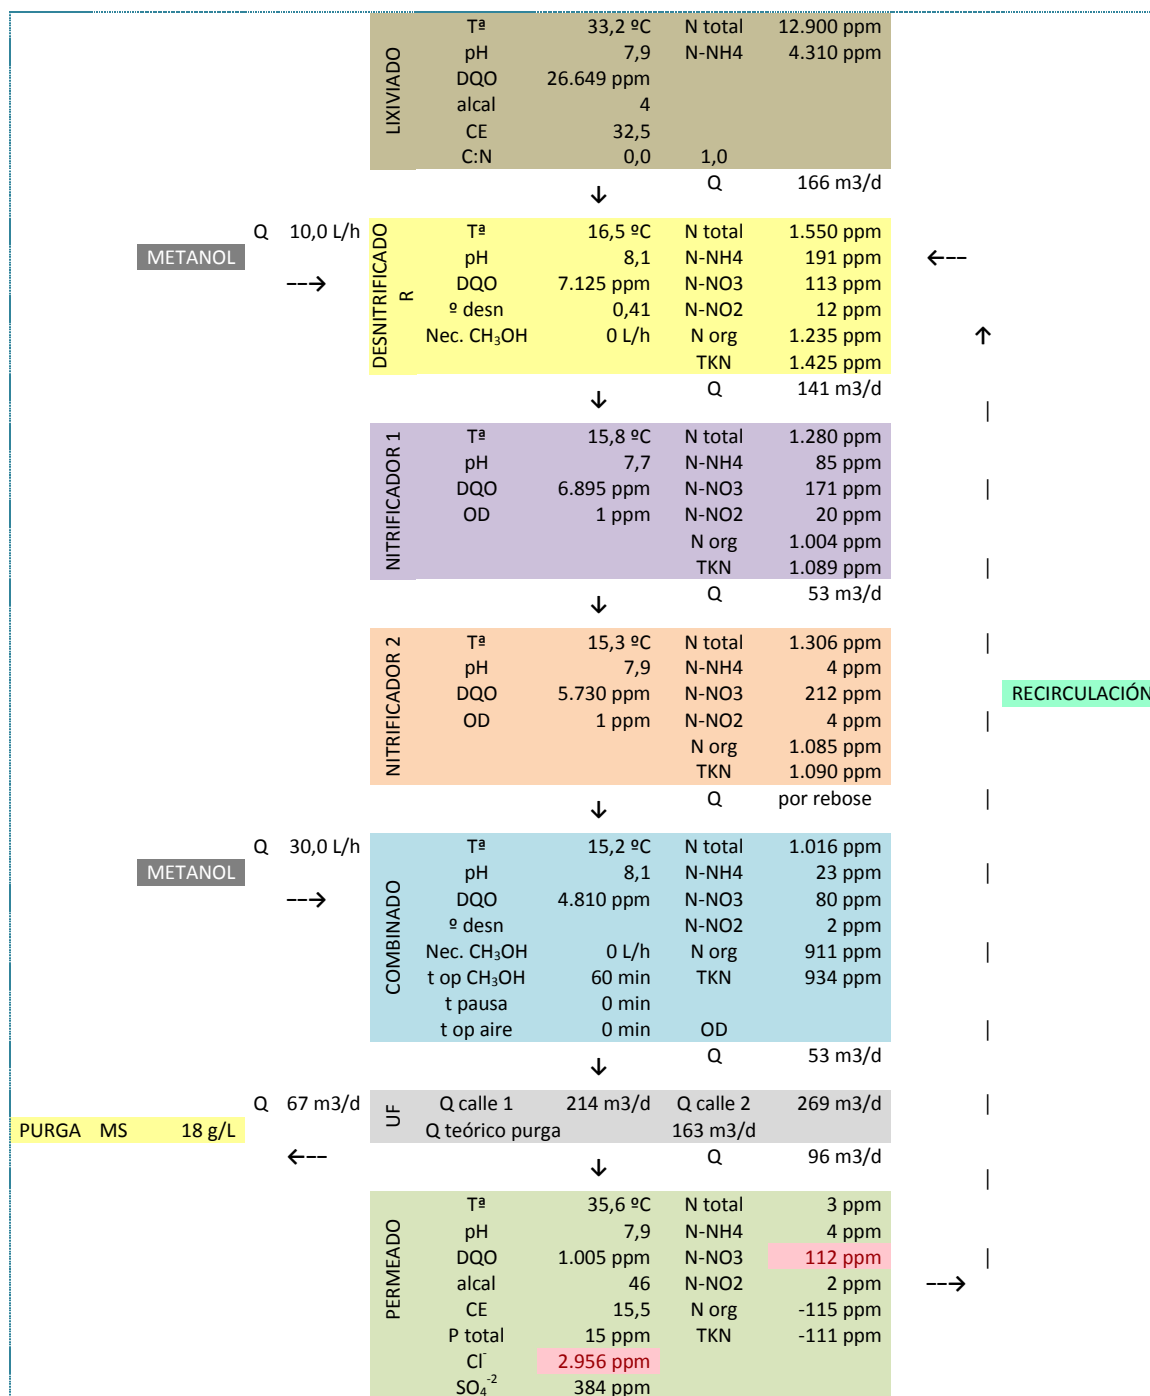 LIXIVIADO
Tª 33,2 ºC N total 12.900 ppm
pH 7,9 N-NH4 4.310 ppm
DQO 26.649 ppm
alcal 4
CE 32,5
C:N 0,0 1,0
↓ Q 166 m3/d
Q 10,0 L/h
METANOL
--→
DESNITRIFICADO
R
Tª 16,5 ºC N total 1.550 ppm
pH 8,1 N-NH4 191 ppm ←--
DQO 7.125 ppm N-NO3 113 ppm
º desn 0,41 N-NO2 12 ppm
Nec. CH₃OH 0 L/h N org 1.235 ppm ↑
TKN 1.425 ppm
↓ Q 141 m3/d
NITRIFICADOR 1
Tª 15,8 ºC N total 1.280 ppm
pH 7,7 N-NH4 85 ppm
DQO 6.895 ppm N-NO3 171 ppm
OD 1 ppm N-NO2 20 ppm
N org 1.004 ppm
TKN 1.089 ppm
↓ Q 53 m3/d
NITRIFICADOR 2
Tª 15,3 ºC N total 1.306 ppm
pH 7,9 N-NH4 4 ppm
DQO 5.730 ppm N-NO3 212 ppm
RECIRCULACIÓN
OD 1 ppm N-NO2 4 ppm
N org 1.085 ppm
TKN 1.090 ppm
↓ Q por rebose
Q 30,0 L/h
METANOL
--→
COMBINADO
Tª 15,2 ºC N total 1.016 ppm
pH 8,1 N-NH4 23 ppm
DQO 4.810 ppm N-NO3 80 ppm
º desn N-NO2 2 ppm
Nec. CH₃OH 0 L/h N org 911 ppm
t op CH₃OH 60 min TKN 934 ppm
t pausa 0 min
t op aire 0 min OD
↓ Q 53 m3/d
Q 67 m3/d
PURGA MS 18 g/L
←--
UF
Q calle 1 214 m3/d Q calle 2 269 m3/d
Q teórico purga 163 m3/d
↓ Q 96 m3/d
PERMEADO
Tª 35,6 ºC N total 3 ppm
pH 7,9 N-NH4 4 ppm
DQO 1.005 ppm N-NO3 112 ppm
alcal 46 N-NO2 2 ppm --→
CE 15,5 N org -115 ppm
P total 15 ppm TKN -111 ppm
Cl⁻ 2.956 ppm
SO₄⁻² 384 ppm